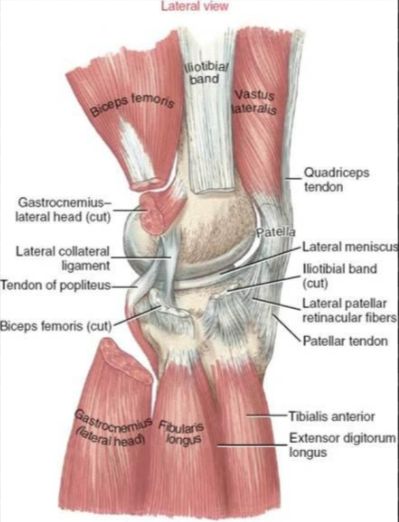 Lateral view
Iliotibial
band
Biceps femoris
Vastus
lateralis
Quadriceps
tendon
Gastrocnemius–
lateral head (cut)
Patella
Lateral collateral
ligament
Lateral meniscus
Iliotibial band
(cut)
Tendon of popliteus
Lateral patellar
retinacular fibers
Biceps femoris (cut)
Patellar tendon
Gastrocnemius
(lateral head)
Fibularis
longus
Tibialis anterior
Extensor digitorum
longus